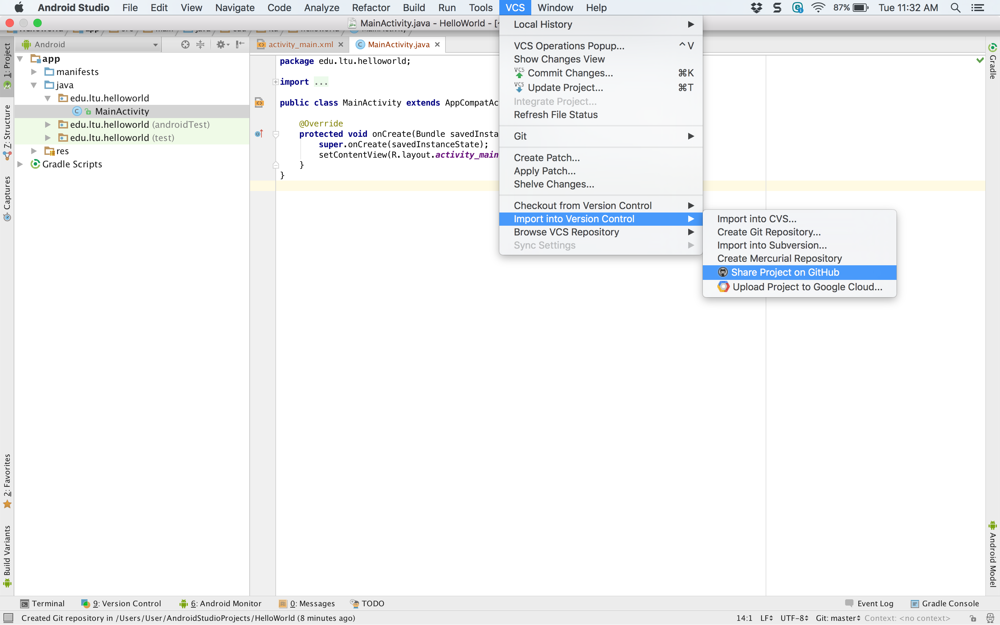 Android Studio File Edit View Navigate Code Analyze Refactor Build Run Tools VCS Window Help 87% Tue 11:32 AM
MainActivity.java - HelloWorld - [
Android
activity_main.xml
MainActivity.java
1: Project
7: Structure
Captures
2: Favorites
Build Variants
app
manifests
java
edu.ltu.helloworld
MainActivity
edu.ltu.helloworld (androidTest)
edu.ltu.helloworld (test)
res
Gradle Scripts
package edu.ltu.helloworld;
import ...
public class MainActivity extends AppCompatAc
@Override
protected void onCreate(Bundle savedInsta
super.onCreate(savedInstanceState);
setContentView(R.layout.activity_main
}
}
Local History
VCS Operations Popup... ^V
Show Changes View
Commit Changes... ⌘K
Update Project... ⌘T
Integrate Project...
Refresh File Status
Git
Create Patch...
Apply Patch...
Shelve Changes...
Checkout from Version Control
Import into Version Control
Browse VCS Repository
Sync Settings
Import into CVS...
Create Git Repository...
Import into Subversion...
Create Mercurial Repository
Share Project on GitHub
Upload Project to Google Cloud...
Gradle
Android Model
Terminal 9: Version Control 6: Android Monitor 0: Messages TODO Event Log Gradle Console
Created Git repository in /Users/User/AndroidStudioProjects/HelloWorld (8 minutes ago) 14:1 LF UTF-8 Git: master Context: <no context>